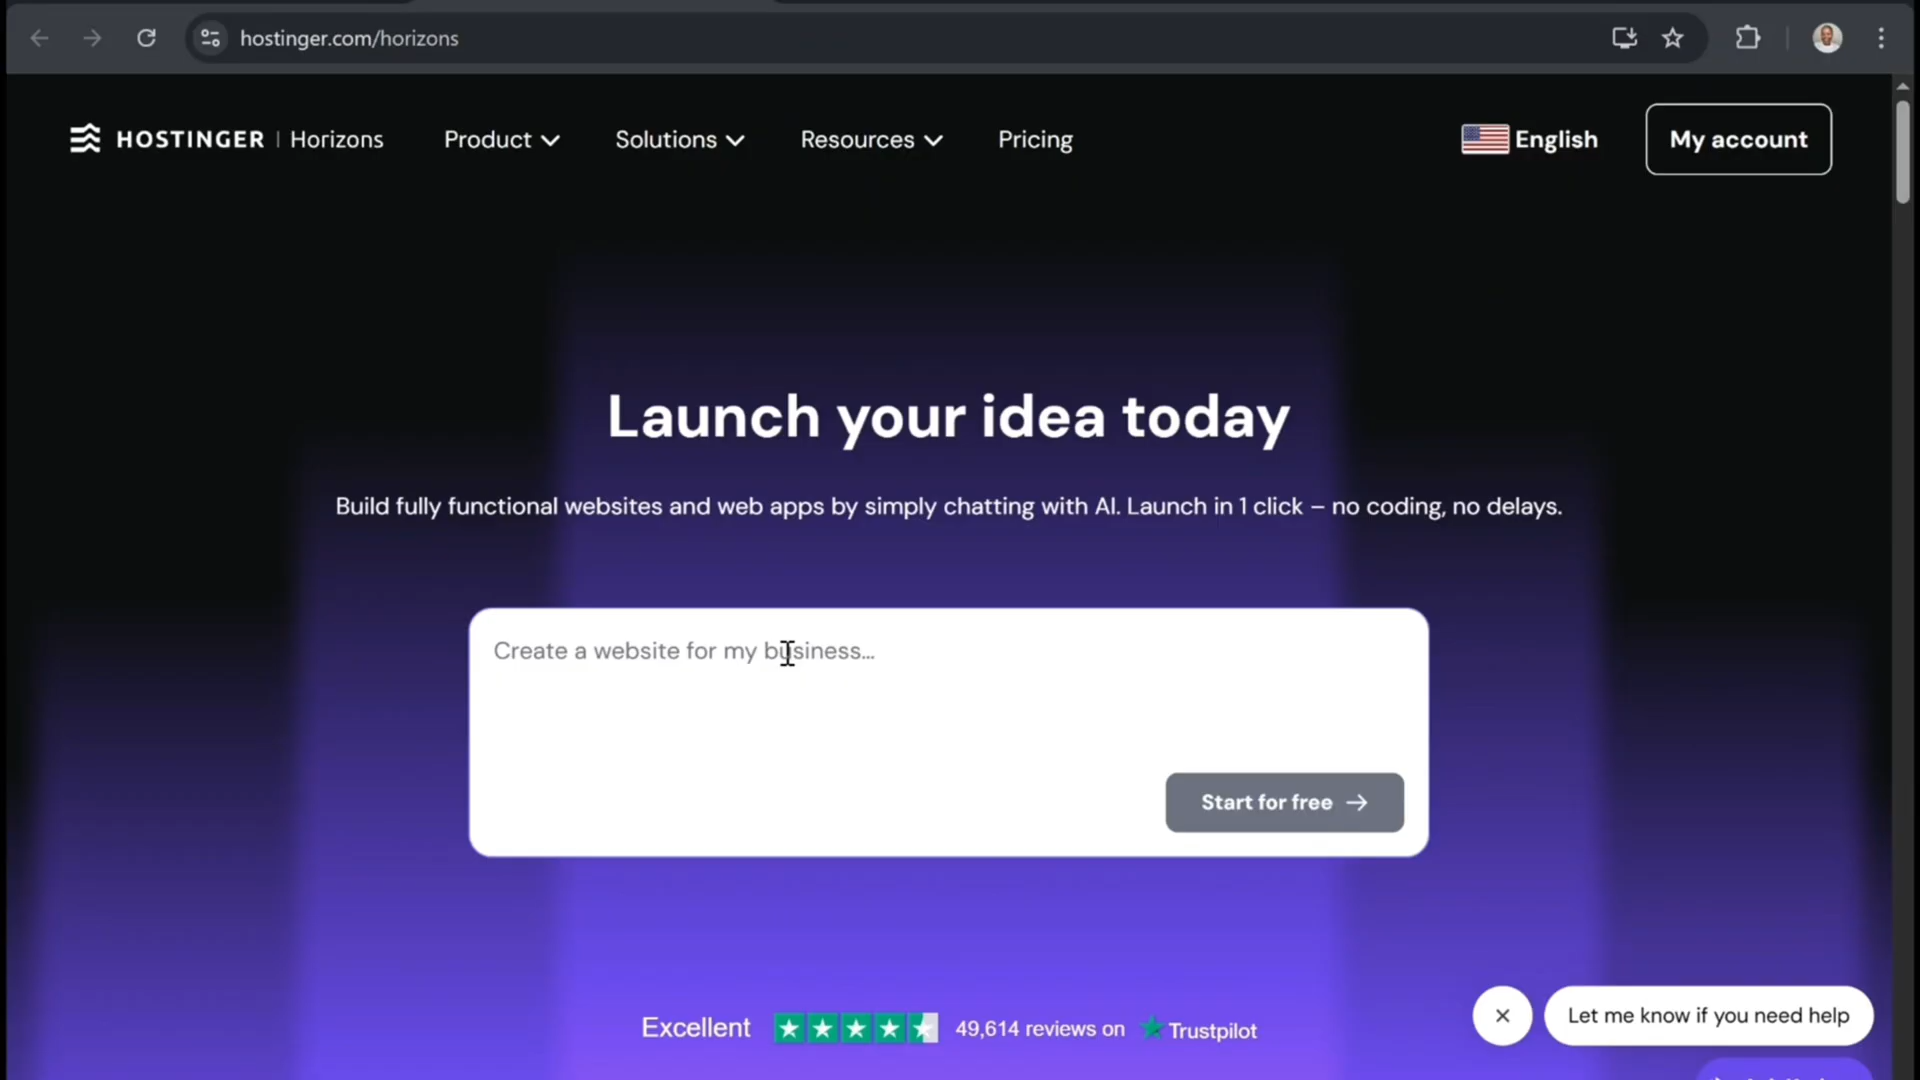 hostinger.com/horizons
HOSTINGER | Horizons
Product
Solutions
Resources
Pricing
English
My account
Launch your idea today
Build fully functional websites and web apps by simply chatting with AI. Launch in 1 click – no coding, no delays.
Create a website for my business...
Start for free →
Excellent
49,614 reviews on
Trustpilot
Let me know if you need help